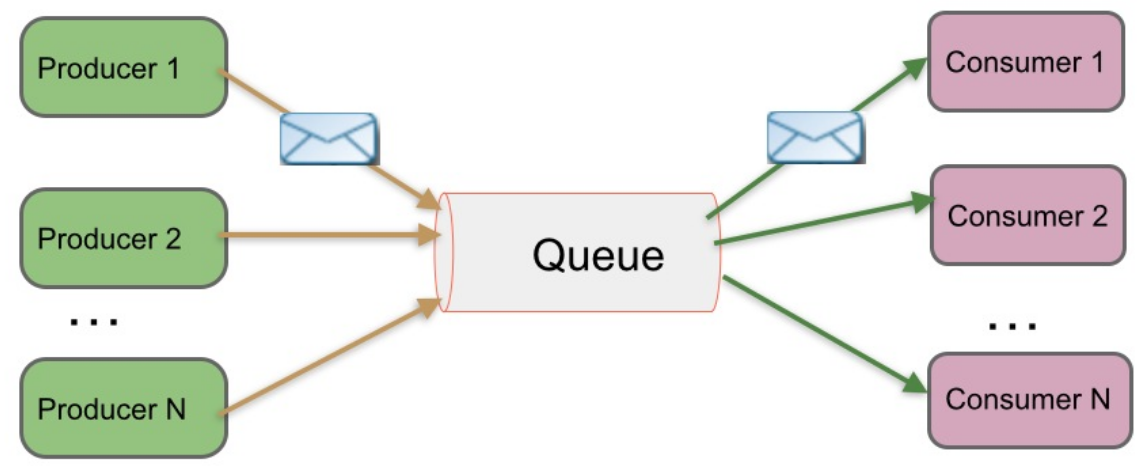 Producer 1
Producer 2
...
Producer N
Queue
Consumer 1
Consumer 2
...
Consumer N